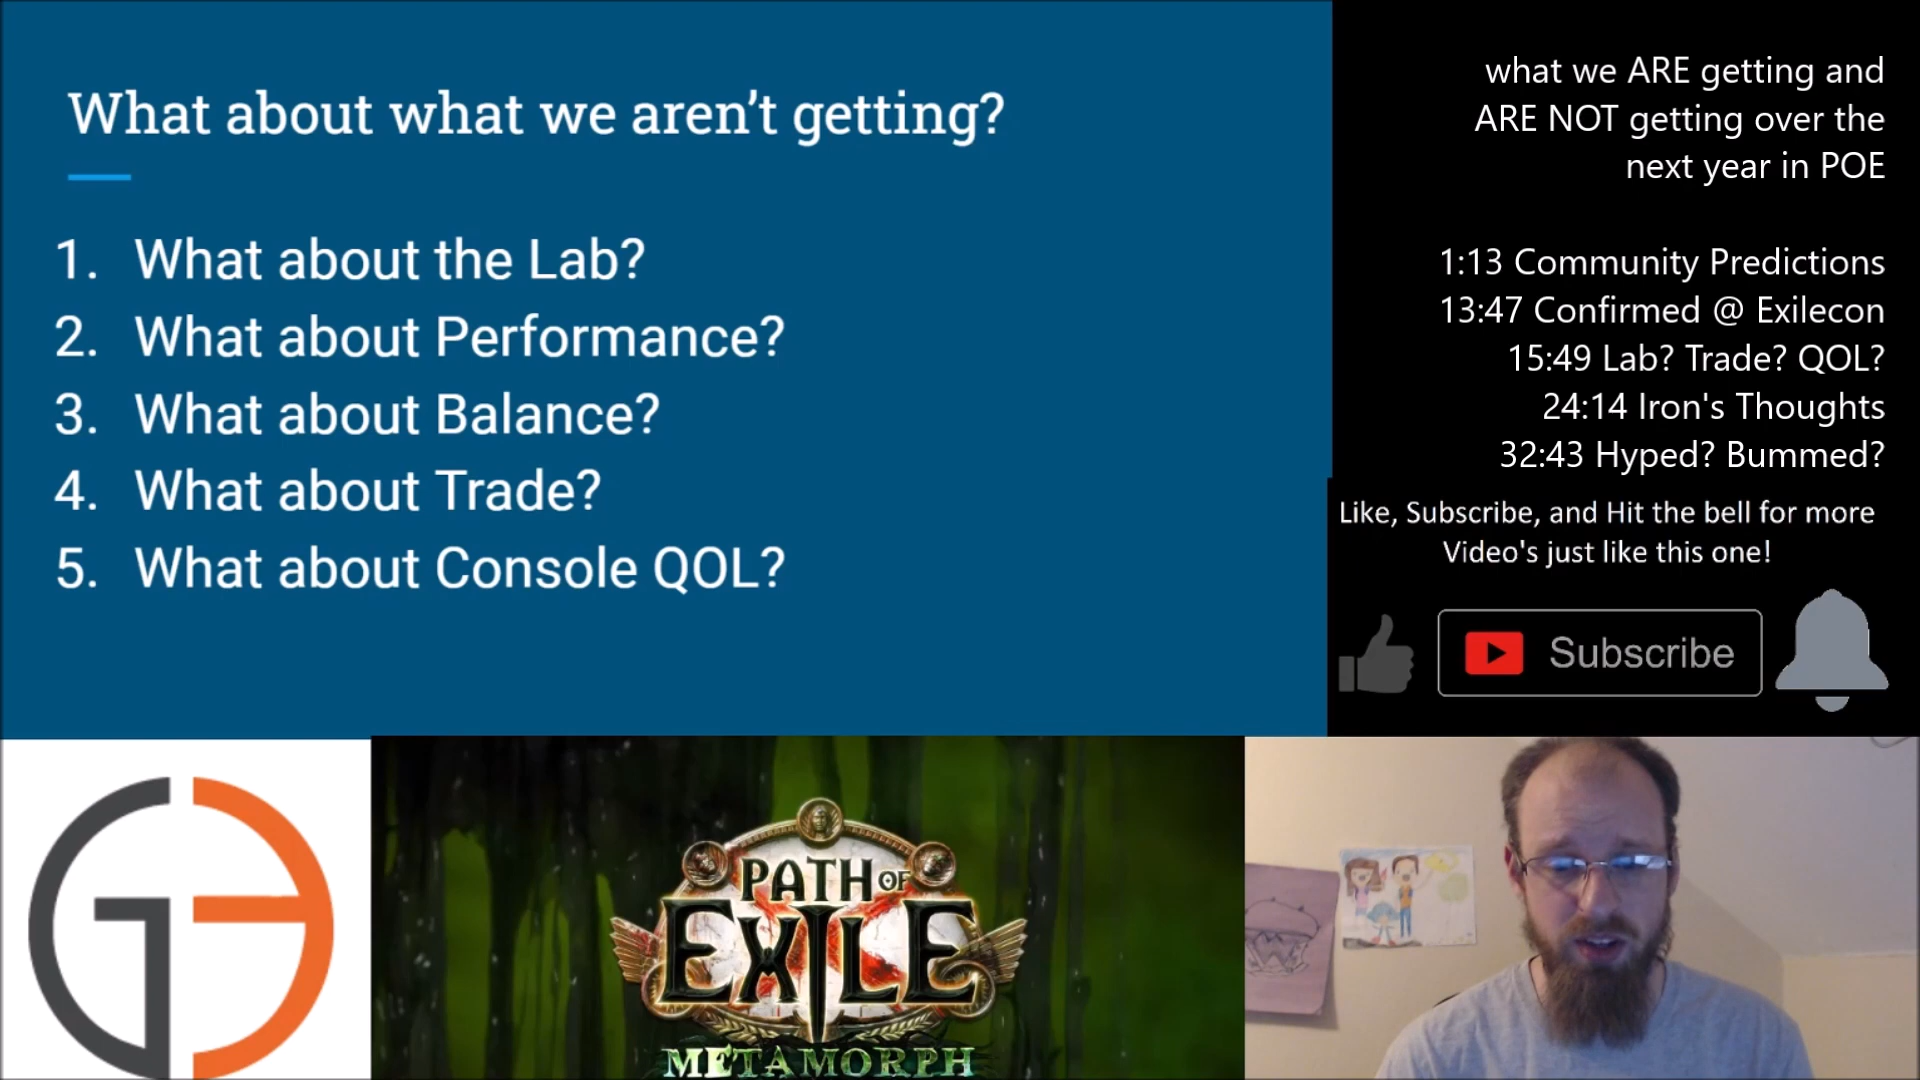 What about what we aren't getting?
1. What about the Lab?
2. What about Performance?
3. What about Balance?
4. What about Trade?
5. What about Console QOL?
what we ARE getting and
ARE NOT getting over the
next year in POE
1:13 Community Predictions
13:47 Confirmed @ Exilecon
15:49 Lab? Trade? QOL?
24:14 Iron's Thoughts
32:43 Hyped? Bummed?
Like, Subscribe, and Hit the bell for more
Video's just like this one!
Subscribe
PATH OF
EXILE
METAMORPH